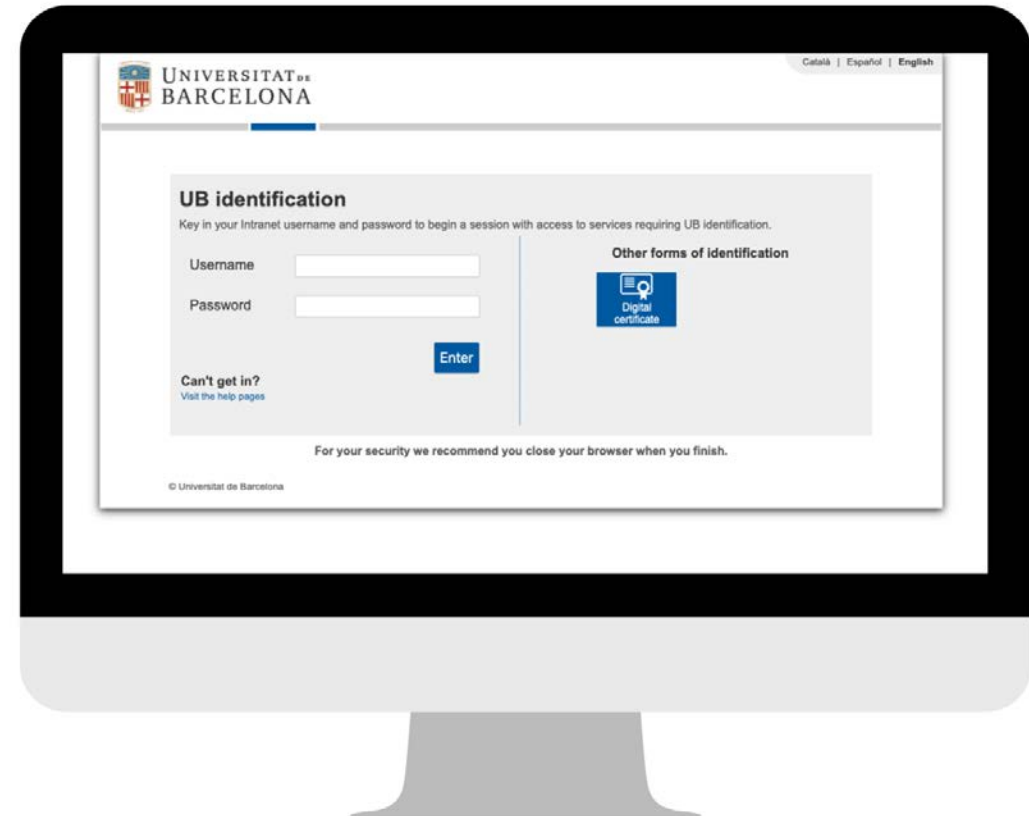 UNIVERSITAT DE
BARCELONA
Català | Español | English
UB identification
Key in your Intranet username and password to begin a session with access to services requiring UB identification.
Username
Password
Enter
Can't get in?
Visit the help pages
Other forms of identification
Digital
certificate
For your security we recommend you close your browser when you finish.
© Universitat de Barcelona